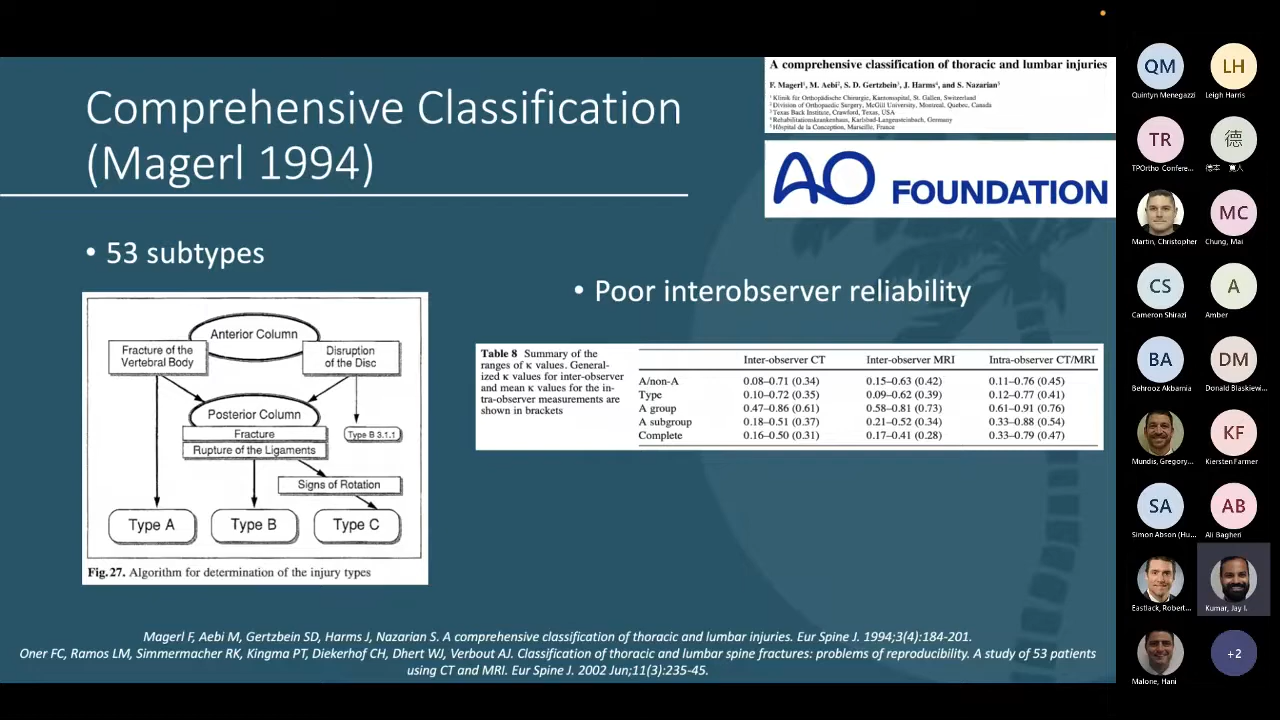 Comprehensive Classification
(Magerl 1994)
A comprehensive classification of thoracic and lumbar injuries
F. Magerl¹, M. Aebi², S. D. Gertzbein³, J. Harms⁴, and S. Nazarian⁵
¹ Klinik für Orthopädische Chirurgie, Kantonsspital, St. Gallen, Switzerland
² Division of Orthopaedic Surgery, McGill University, Montreal, Quebec, Canada
³ Texas Back Institute, Crawford, Texas, USA
⁴ Rehabilitationskrankenhaus, Karlsbad-Langensteinbach, Germany
⁵ Hôspital de la Conception, Marseille, France
AO FOUNDATION
• 53 subtypes
Anterior Column
Fracture of the
Vertebral Body
Disruption
of the Disc
Posterior Column
Fracture
Rupture of the Ligaments
Type B 3.1.1
Signs of Rotation
Type A
Type B
Type C
Fig.27. Algorithm for determination of the injury types
• Poor interobserver reliability
Table 8 Summary of the
ranges of κ values. General-
ized κ values for inter-observer
and mean κ values for the in-
tra-observer measurements are
shown in brackets
Inter-observer CT Inter-observer MRI Intra-observer CT/MRI
A/non-A 0.08–0.71 (0.34) 0.15–0.63 (0.42) 0.11–0.76 (0.45)
Type 0.10–0.72 (0.35) 0.09–0.62 (0.39) 0.12–0.77 (0.41)
A group 0.47–0.86 (0.61) 0.58–0.81 (0.73) 0.61–0.91 (0.76)
A subgroup 0.18–0.51 (0.37) 0.21–0.52 (0.34) 0.33–0.88 (0.54)
Complete 0.16–0.50 (0.31) 0.17–0.41 (0.28) 0.33–0.79 (0.47)
Magerl F, Aebi M, Gertzbein SD, Harms J, Nazarian S. A comprehensive classification of thoracic and lumbar injuries. Eur Spine J. 1994;3(4):184-201.
Oner FC, Ramos LM, Simmermacher RK, Kingma PT, Diekerhof CH, Dhert WJ, Verbout AJ. Classification of thoracic and lumbar spine fractures: problems of reproducibility. A study of 53 patients
using CT and MRI. Eur Spine J. 2002 Jun;11(3):235-45.
QM
Quintyn Menegazzi
LH
Leigh Harris
TR
TPOrtho Confere...
德
MC
Martin, Christopher
Chung, Mai
CS
Cameron Shirazi
A
Amber
BA
Behrooz Akbarnia
DM
Donald Blaskiew...
Mundis, Gregory...
KF
Kiersten Farmer
SA
Simon Abson (Hu...
AB
Ali Bagheri
Eastlack, Robert...
Kumar, Jay I.
Malone, Hani
+2